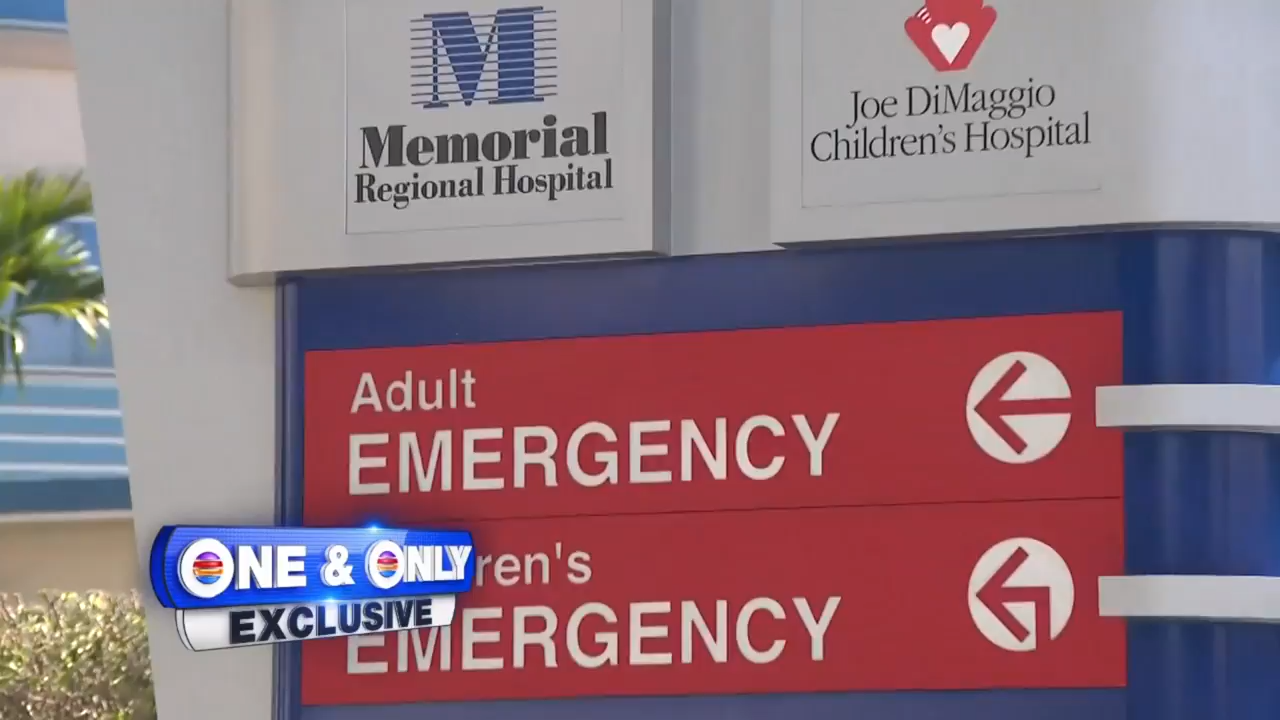 M
Memorial
Regional Hospital
Joe DiMaggio
Children's Hospital
Adult
EMERGENCY
ren's
EMERGENCY
ONE & ONLY
EXCLUSIVE